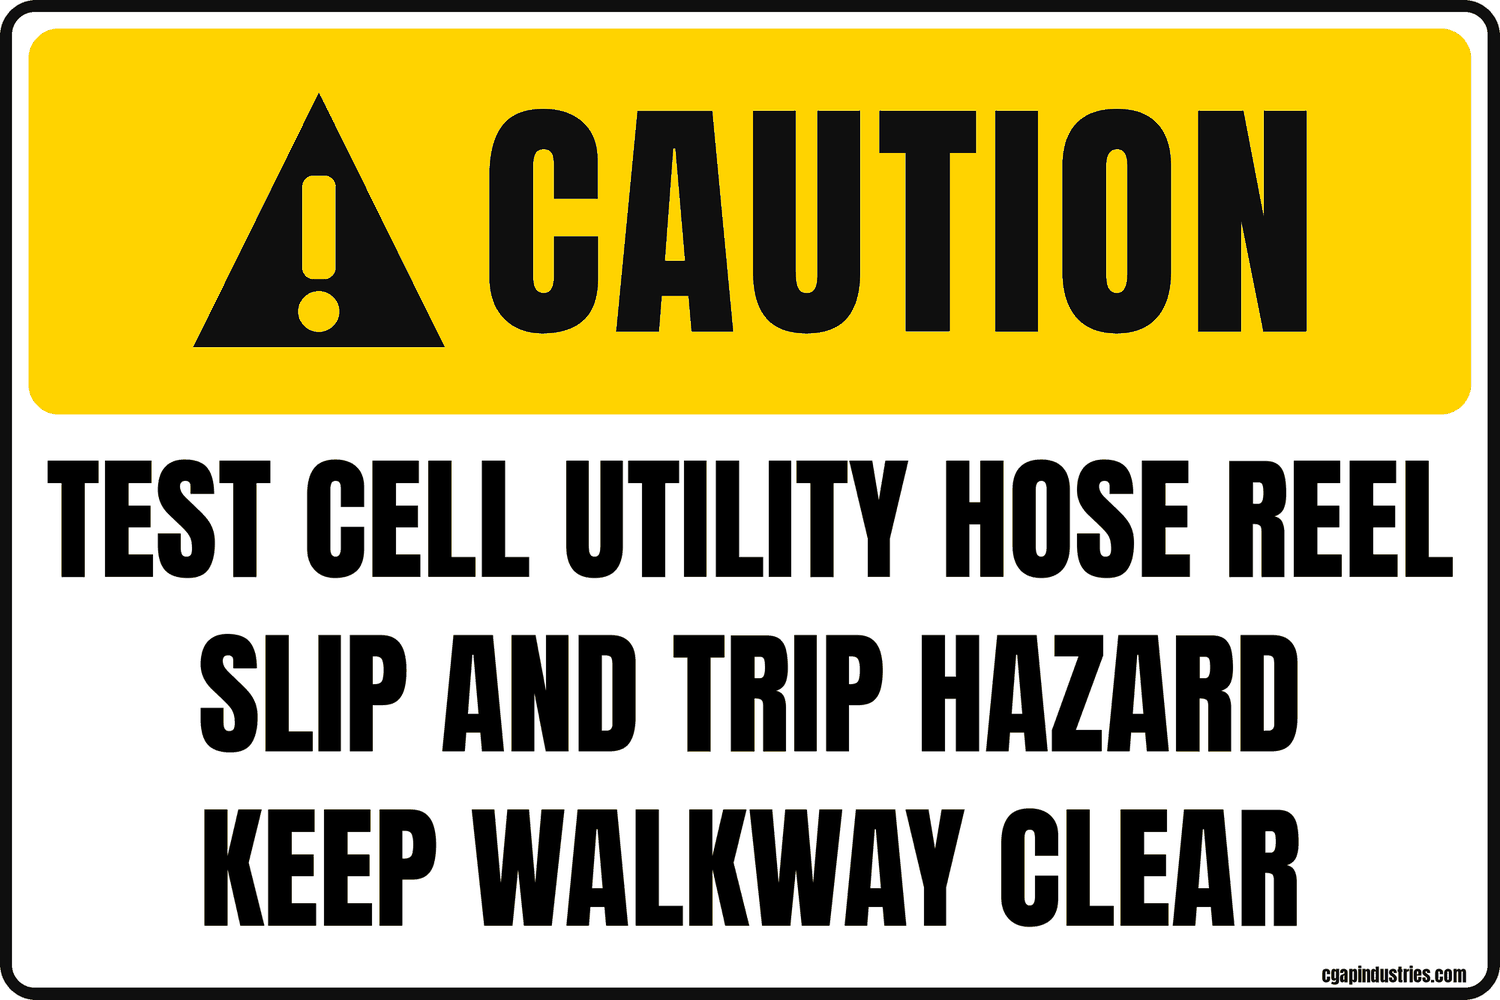 CAUTION
TEST CELL UTILITY HOSE REEL
SLIP AND TRIP HAZARD
KEEP WALKWAY CLEAR
cgapindustries.com